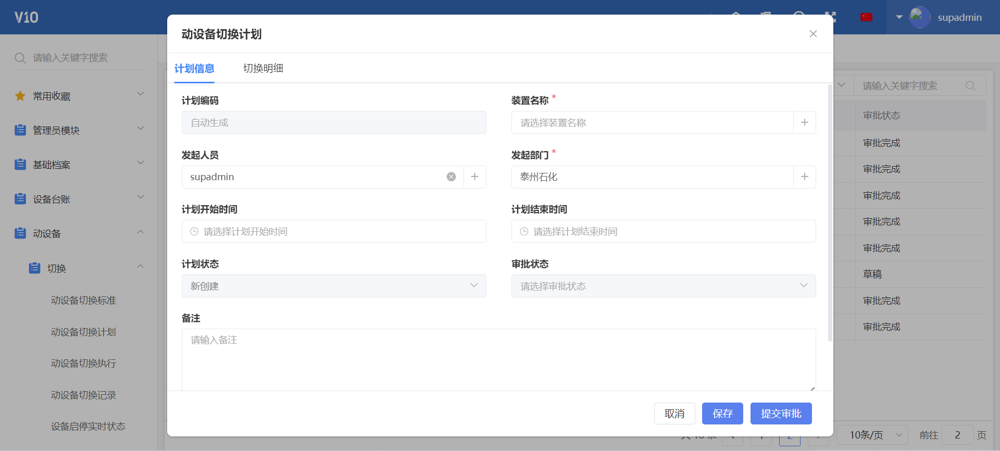 V10
supadmin
请输入关键字搜索
常用收藏
管理员模块
基础档案
设备台账
动设备
切换
动设备切换标准
动设备切换计划
动设备切换执行
动设备切换记录
设备启停实时状态
动设备切换计划
计划信息
切换明细
计划编码
自动生成
装置名称 *
请选择装置名称
发起人员
supadmin
发起部门 *
泰州石化
计划开始时间
请选择计划开始时间
计划结束时间
请选择计划结束时间
计划状态
新创建
审批状态
请选择审批状态
备注
请输入备注
取消
保存
提交审批
请输入关键字搜索
审批状态
审批完成
审批完成
审批完成
审批完成
审批完成
草稿
审批完成
审批完成
10条/页
前往
2
页